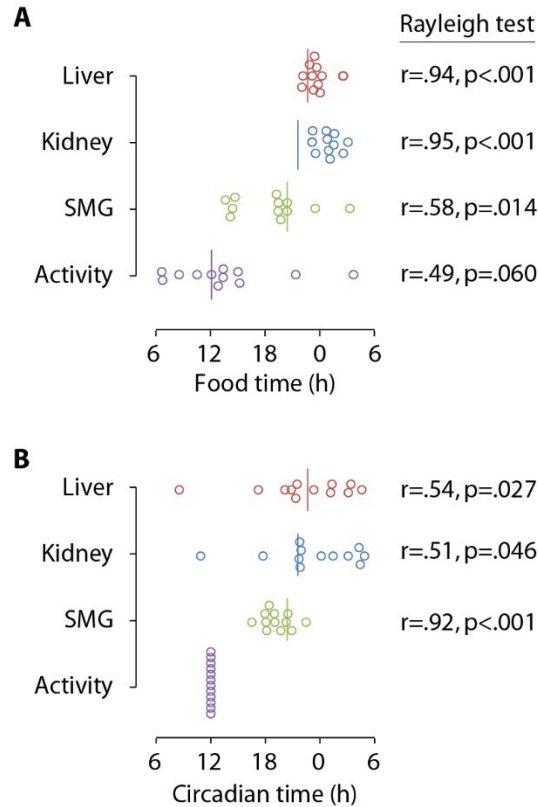 A
Rayleigh test
Liver r=.94, p<.001
Kidney r=.95, p<.001
SMG r=.58, p=.014
Activity r=.49, p=.060
6 12 18 0 6
Food time (h)
B
Liver r=.54, p=.027
Kidney r=.51, p=.046
SMG r=.92, p<.001
Activity
6 12 18 0 6
Circadian time (h)